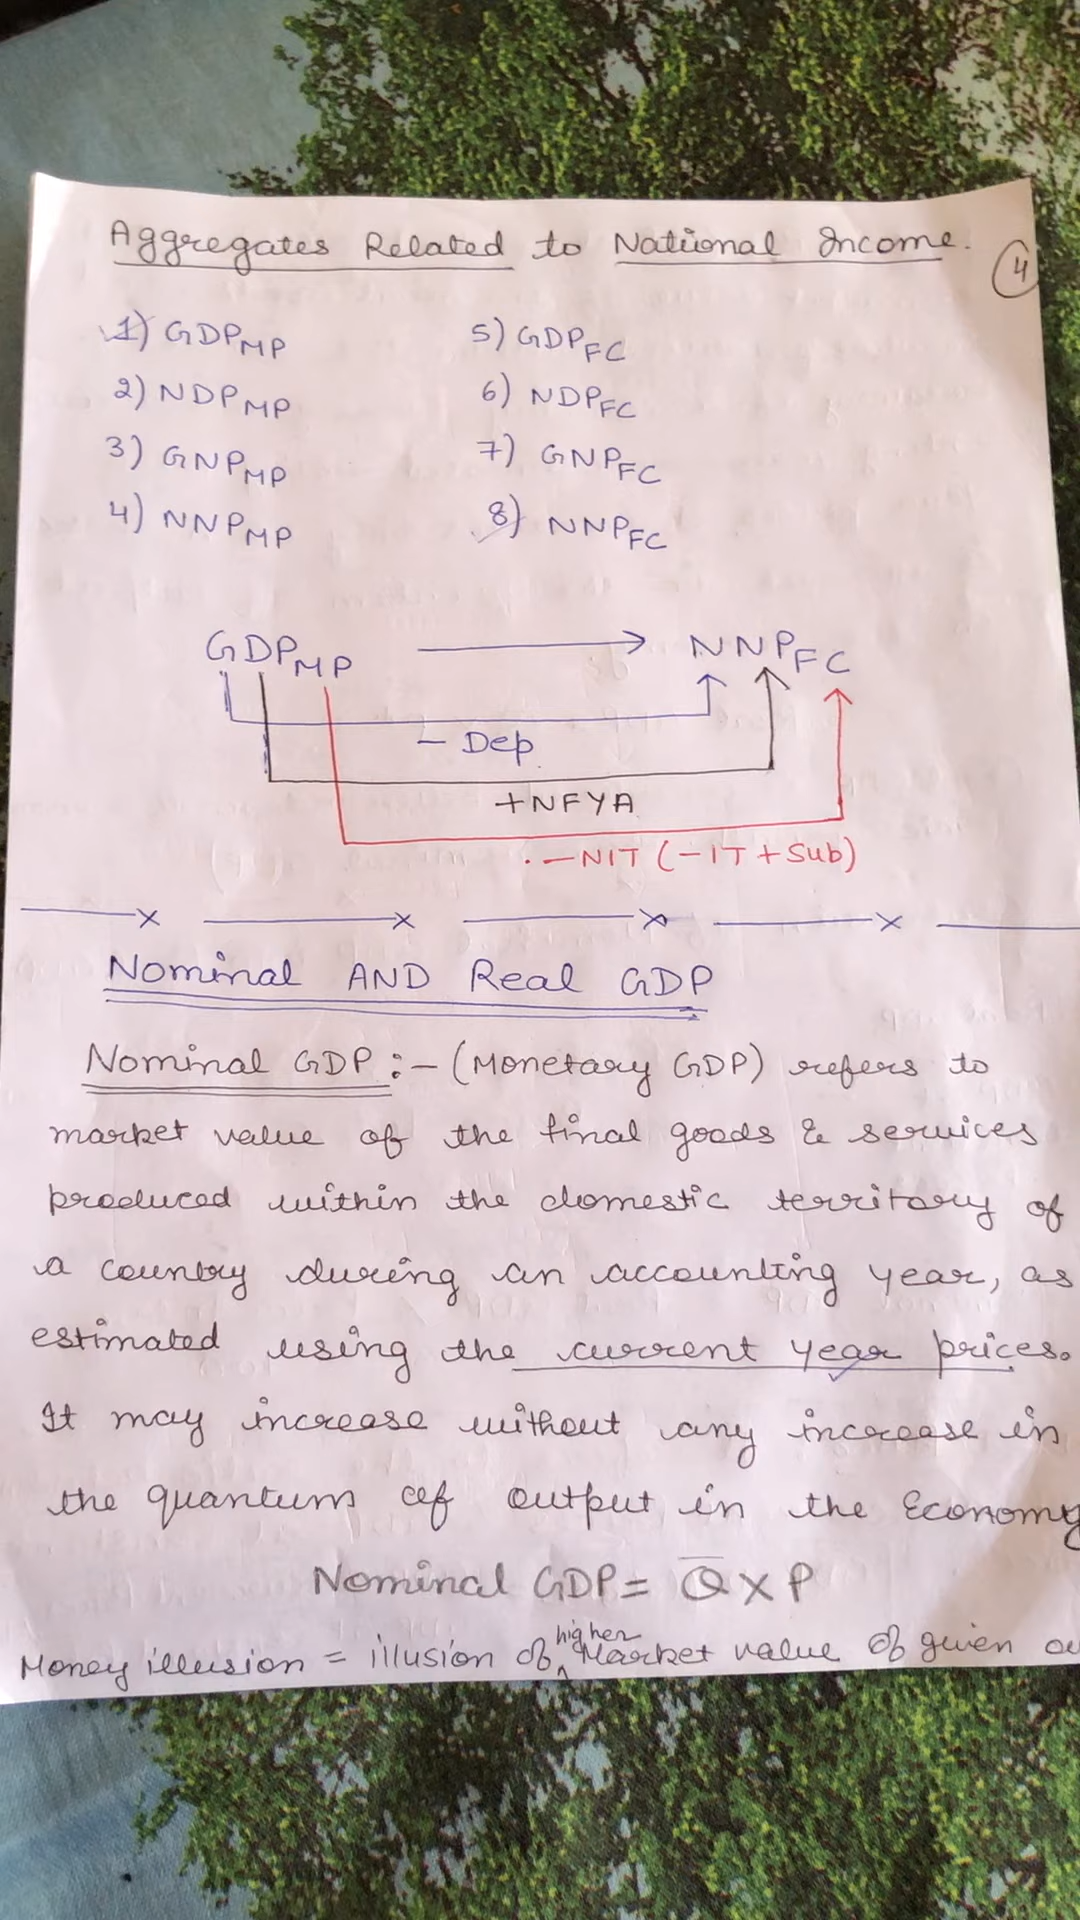 Aggregates Related to National Income.
4
1) GDPMP 5) GDPFC
2) NDPMP 6) NDPFC
3) GNPMP 7) GNPFC
4) NNPMP 8) NNPFC
GDPMP → NNPFC
- Dep.
+NFYA
.-NIT (-IT+Sub)
Nominal AND Real GDP
Nominal GDP :- (Monetary GDP) refers to
market value of the final goods & services
produced within the domestic territory of
a country during an accounting year, as
estimated using the current year prices.
It may increase without any increase in
the quantum of output in the Economy
Nominal GDP = Q̅ X P
Money illusion = illusion of higher Market value of given